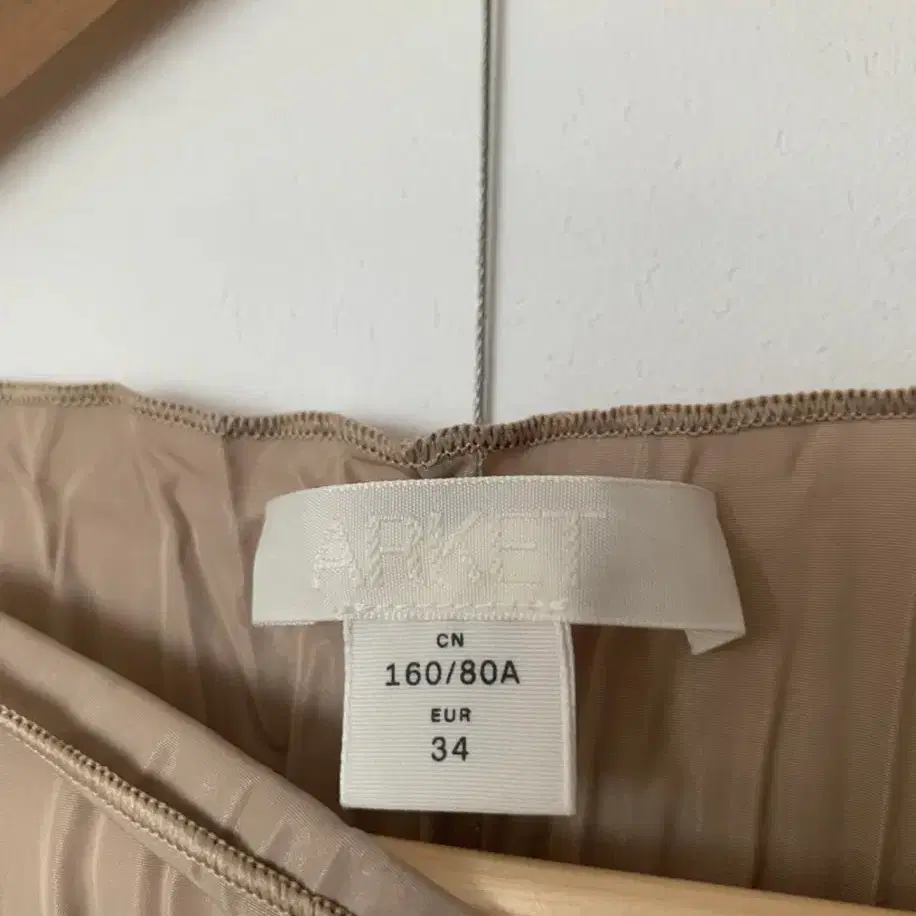 ARKET
CN
160/80A
EUR
34